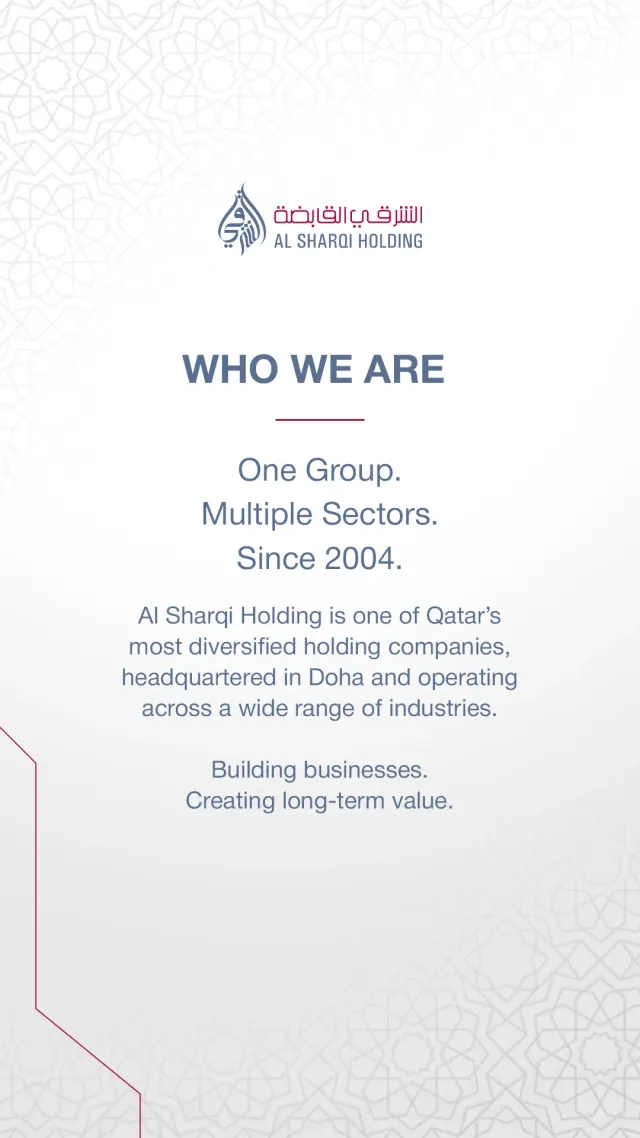 الشرقي القابضة
AL SHARQI HOLDING
WHO WE ARE
One Group.
Multiple Sectors.
Since 2004.
Al Sharqi Holding is one of Qatar’s
most diversified holding companies,
headquartered in Doha and operating
across a wide range of industries.
Building businesses.
Creating long-term value.